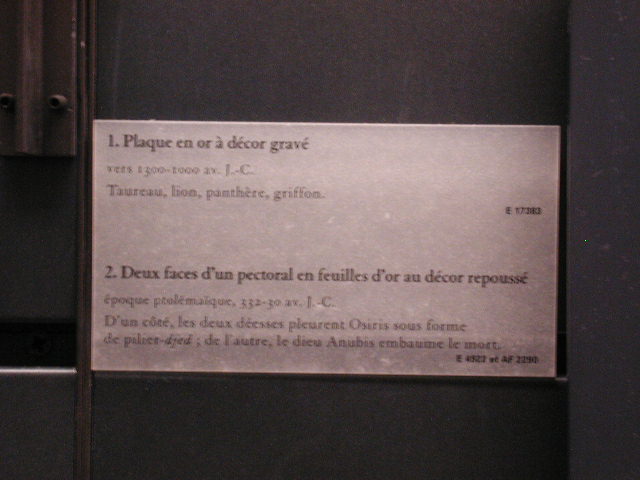 1. Plaque en or à décor gravé
vers 1300-1000 av. J.-C.
Taureau, lion, panthère, griffon.
E 17383
2. Deux faces d'un pectoral en feuilles d'or au décor repoussé
époque ptolémaïque, 332-30 av. J.-C.
D'un côté, les deux déesses pleurent Osiris sous forme
de pilier-djed ; de l'autre, le dieu Anubis embaume le mort.
E 4922 et AF 2290